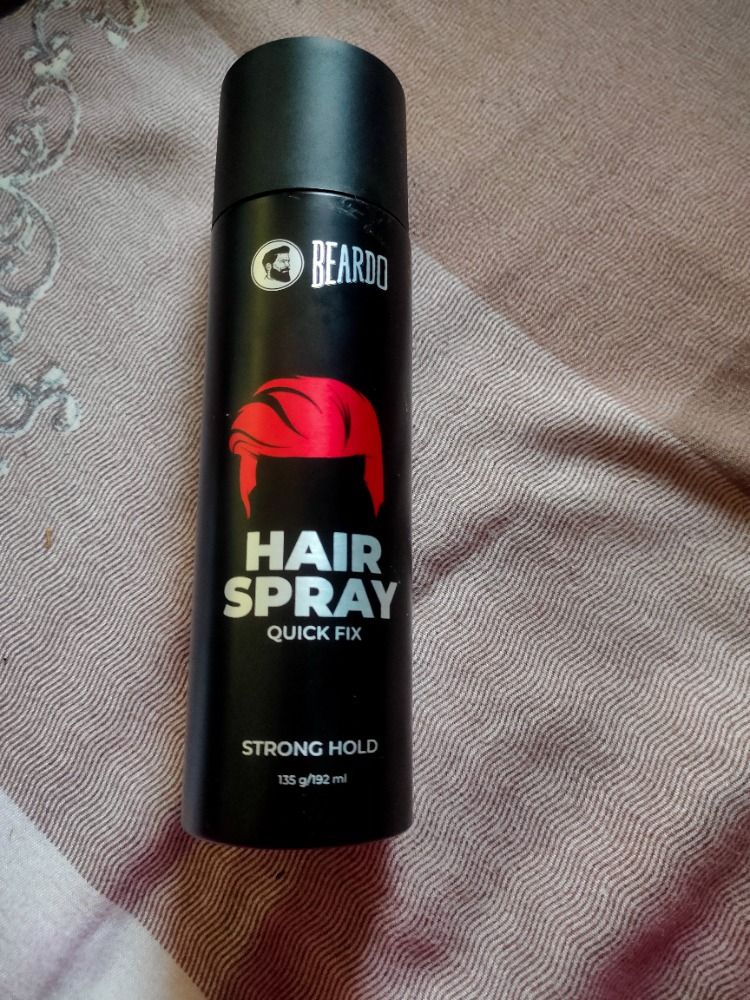 BEARDO
HAIR
SPRAY
QUICK FIX
STRONG HOLD
135 g/192 ml